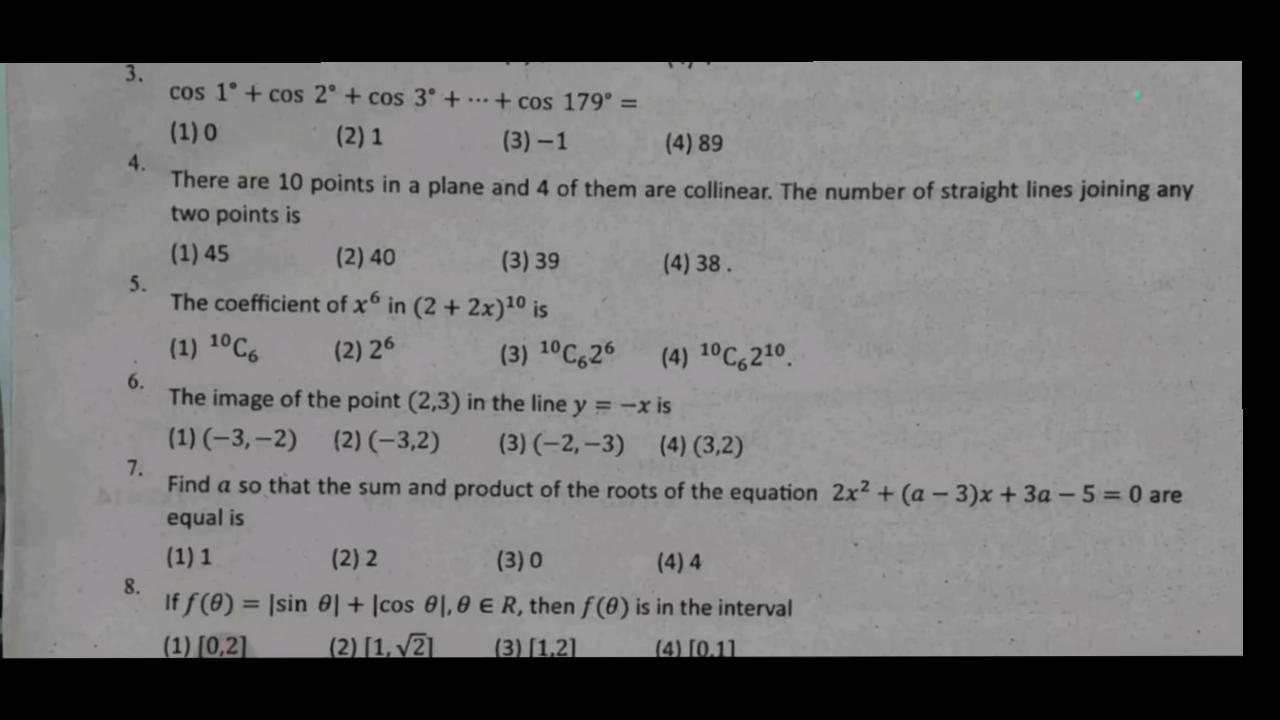 3.
cos 1° + cos 2° + cos 3° + ⋯ + cos 179° =
(1) 0 (2) 1 (3) −1 (4) 89
4.
There are 10 points in a plane and 4 of them are collinear. The number of straight lines joining any
two points is
(1) 45 (2) 40 (3) 39 (4) 38 .
5.
The coefficient of x⁶ in (2 + 2x)¹⁰ is
(1) ¹⁰C₆ (2) 2⁶ (3) ¹⁰C₆2⁶ (4) ¹⁰C₆2¹⁰.
6.
The image of the point (2,3) in the line y = −x is
(1) (−3, −2) (2) (−3,2) (3) (−2, −3) (4) (3,2)
7.
Find a so that the sum and product of the roots of the equation 2x² + (a − 3)x + 3a − 5 = 0 are
equal is
(1) 1 (2) 2 (3) 0 (4) 4
8.
If f(θ) = |sin θ| + |cos θ|, θ ∈ R, then f(θ) is in the interval
(1) [0,2] (2) [1, √2] (3) [1,2] (4) [0,1]